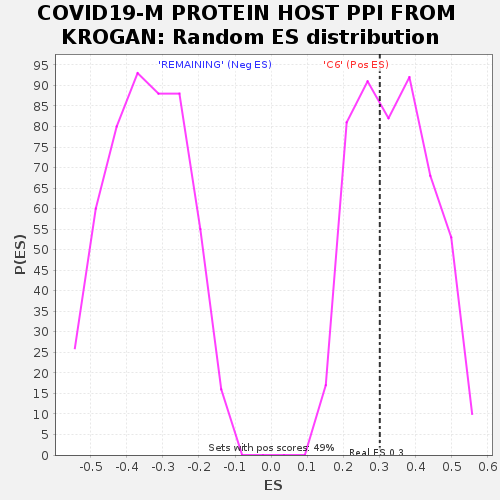 COVID19-M PROTEIN HOST PPI FROM
KROGAN: Random ES distribution
'REMAINING' (Neg ES)
'C6' (Pos ES)
95
90
85
80
75
70
65
60
55
50
45
40
35
30
25
20
15
10
5
0
P(ES)
Sets with pos scores: 49%
Real ES 0.3
-0.5 -0.4 -0.3 -0.2 -0.1 0.0 0.1 0.2 0.3 0.4 0.5 0.6
ES